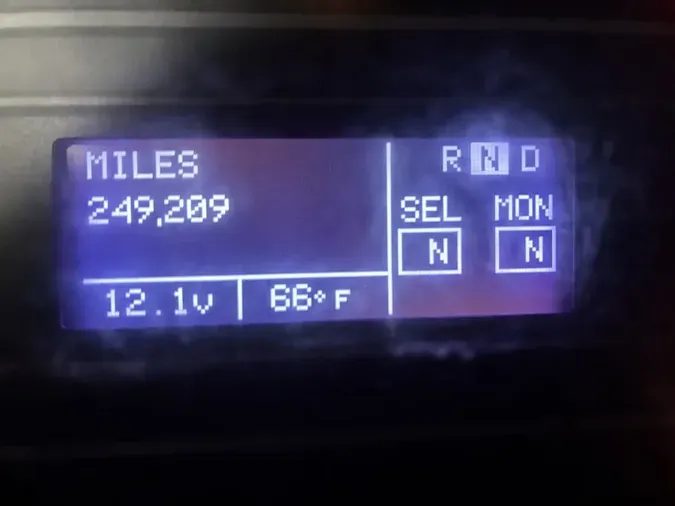 MILES
249,209
12.1v 66° F
R N D
SEL MON
N N